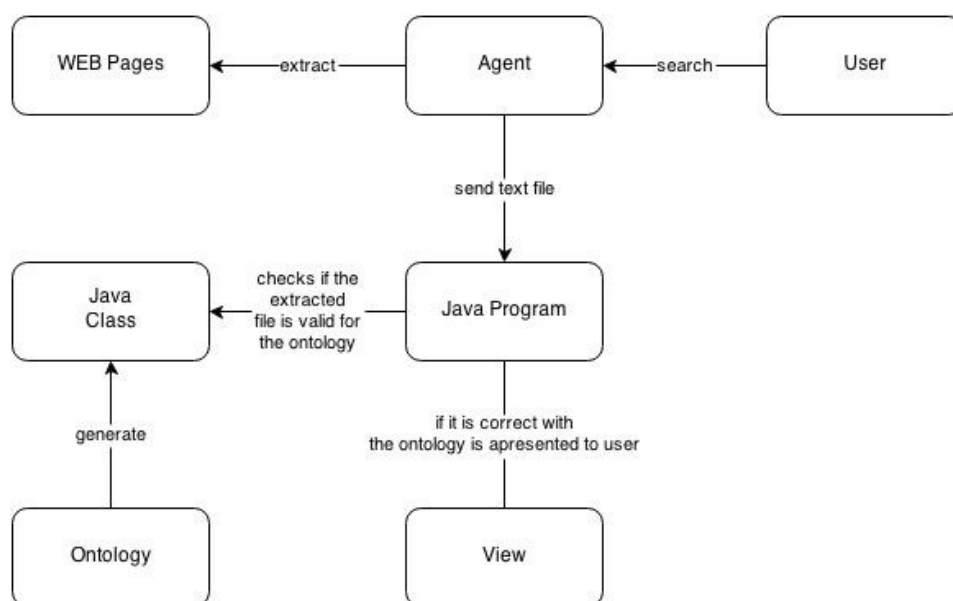 WEB Pages
extract
Agent
search
User
send text file
Java
Class
checks if the
extracted
file is valid for
the ontology
Java Program
generate
if it is correct with
the ontology is apresented to user
Ontology
View